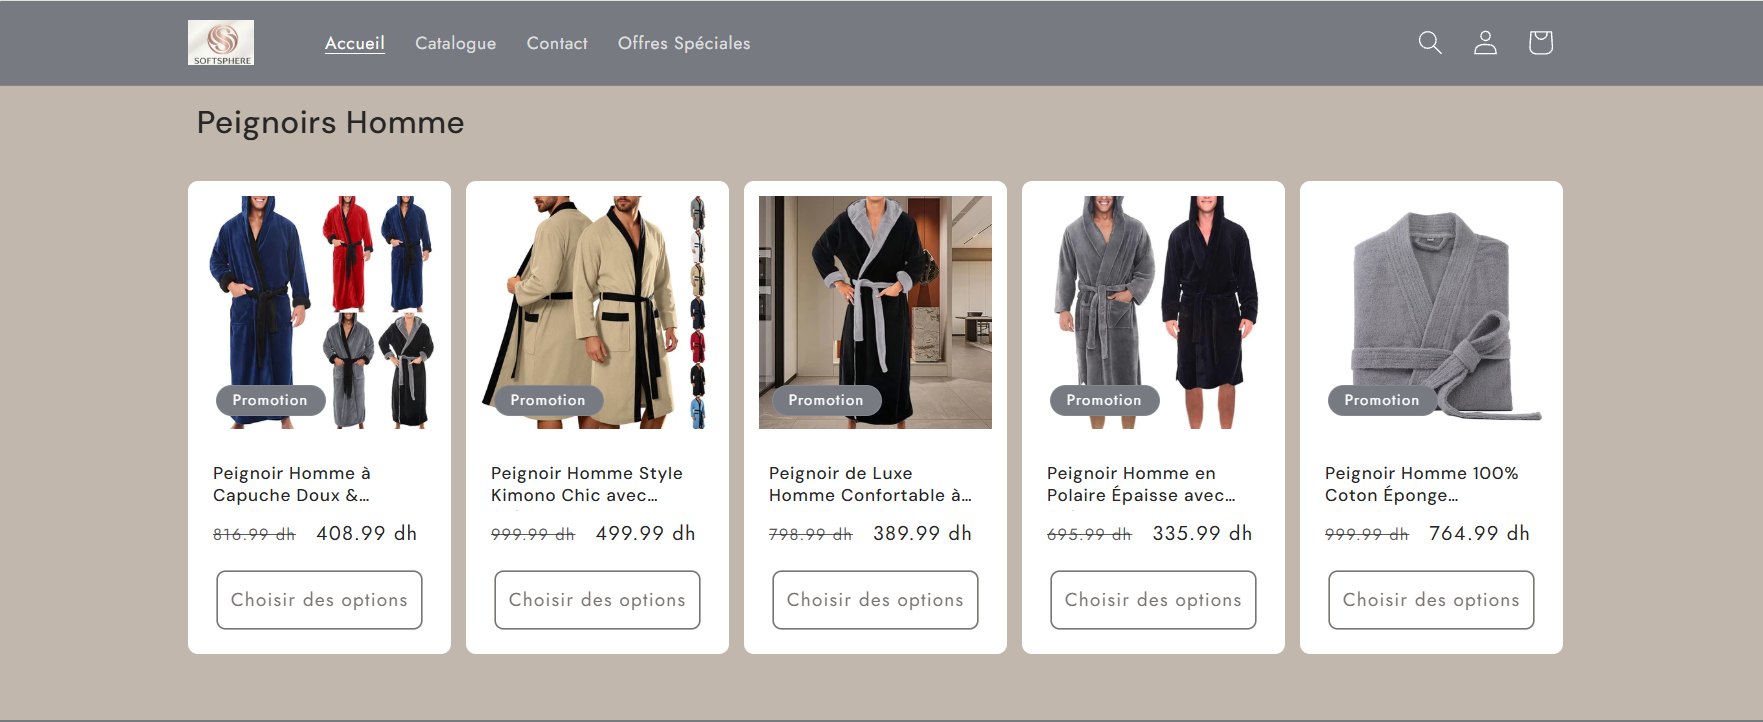 SOFTSPHERE
Accueil
Catalogue
Contact
Offres Spéciales
Peignoirs Homme
Promotion
Peignoir Homme à
Capuche Doux &...
816.99 dh 408.99 dh
Choisir des options
Promotion
Peignoir Homme Style
Kimono Chic avec...
999.99 dh 499.99 dh
Choisir des options
Promotion
Peignoir de Luxe
Homme Confortable à...
798.99 dh 389.99 dh
Choisir des options
Promotion
Peignoir Homme en
Polaire Épaisse avec...
695.99 dh 335.99 dh
Choisir des options
Promotion
Peignoir Homme 100%
Coton Éponge...
999.99 dh 764.99 dh
Choisir des options